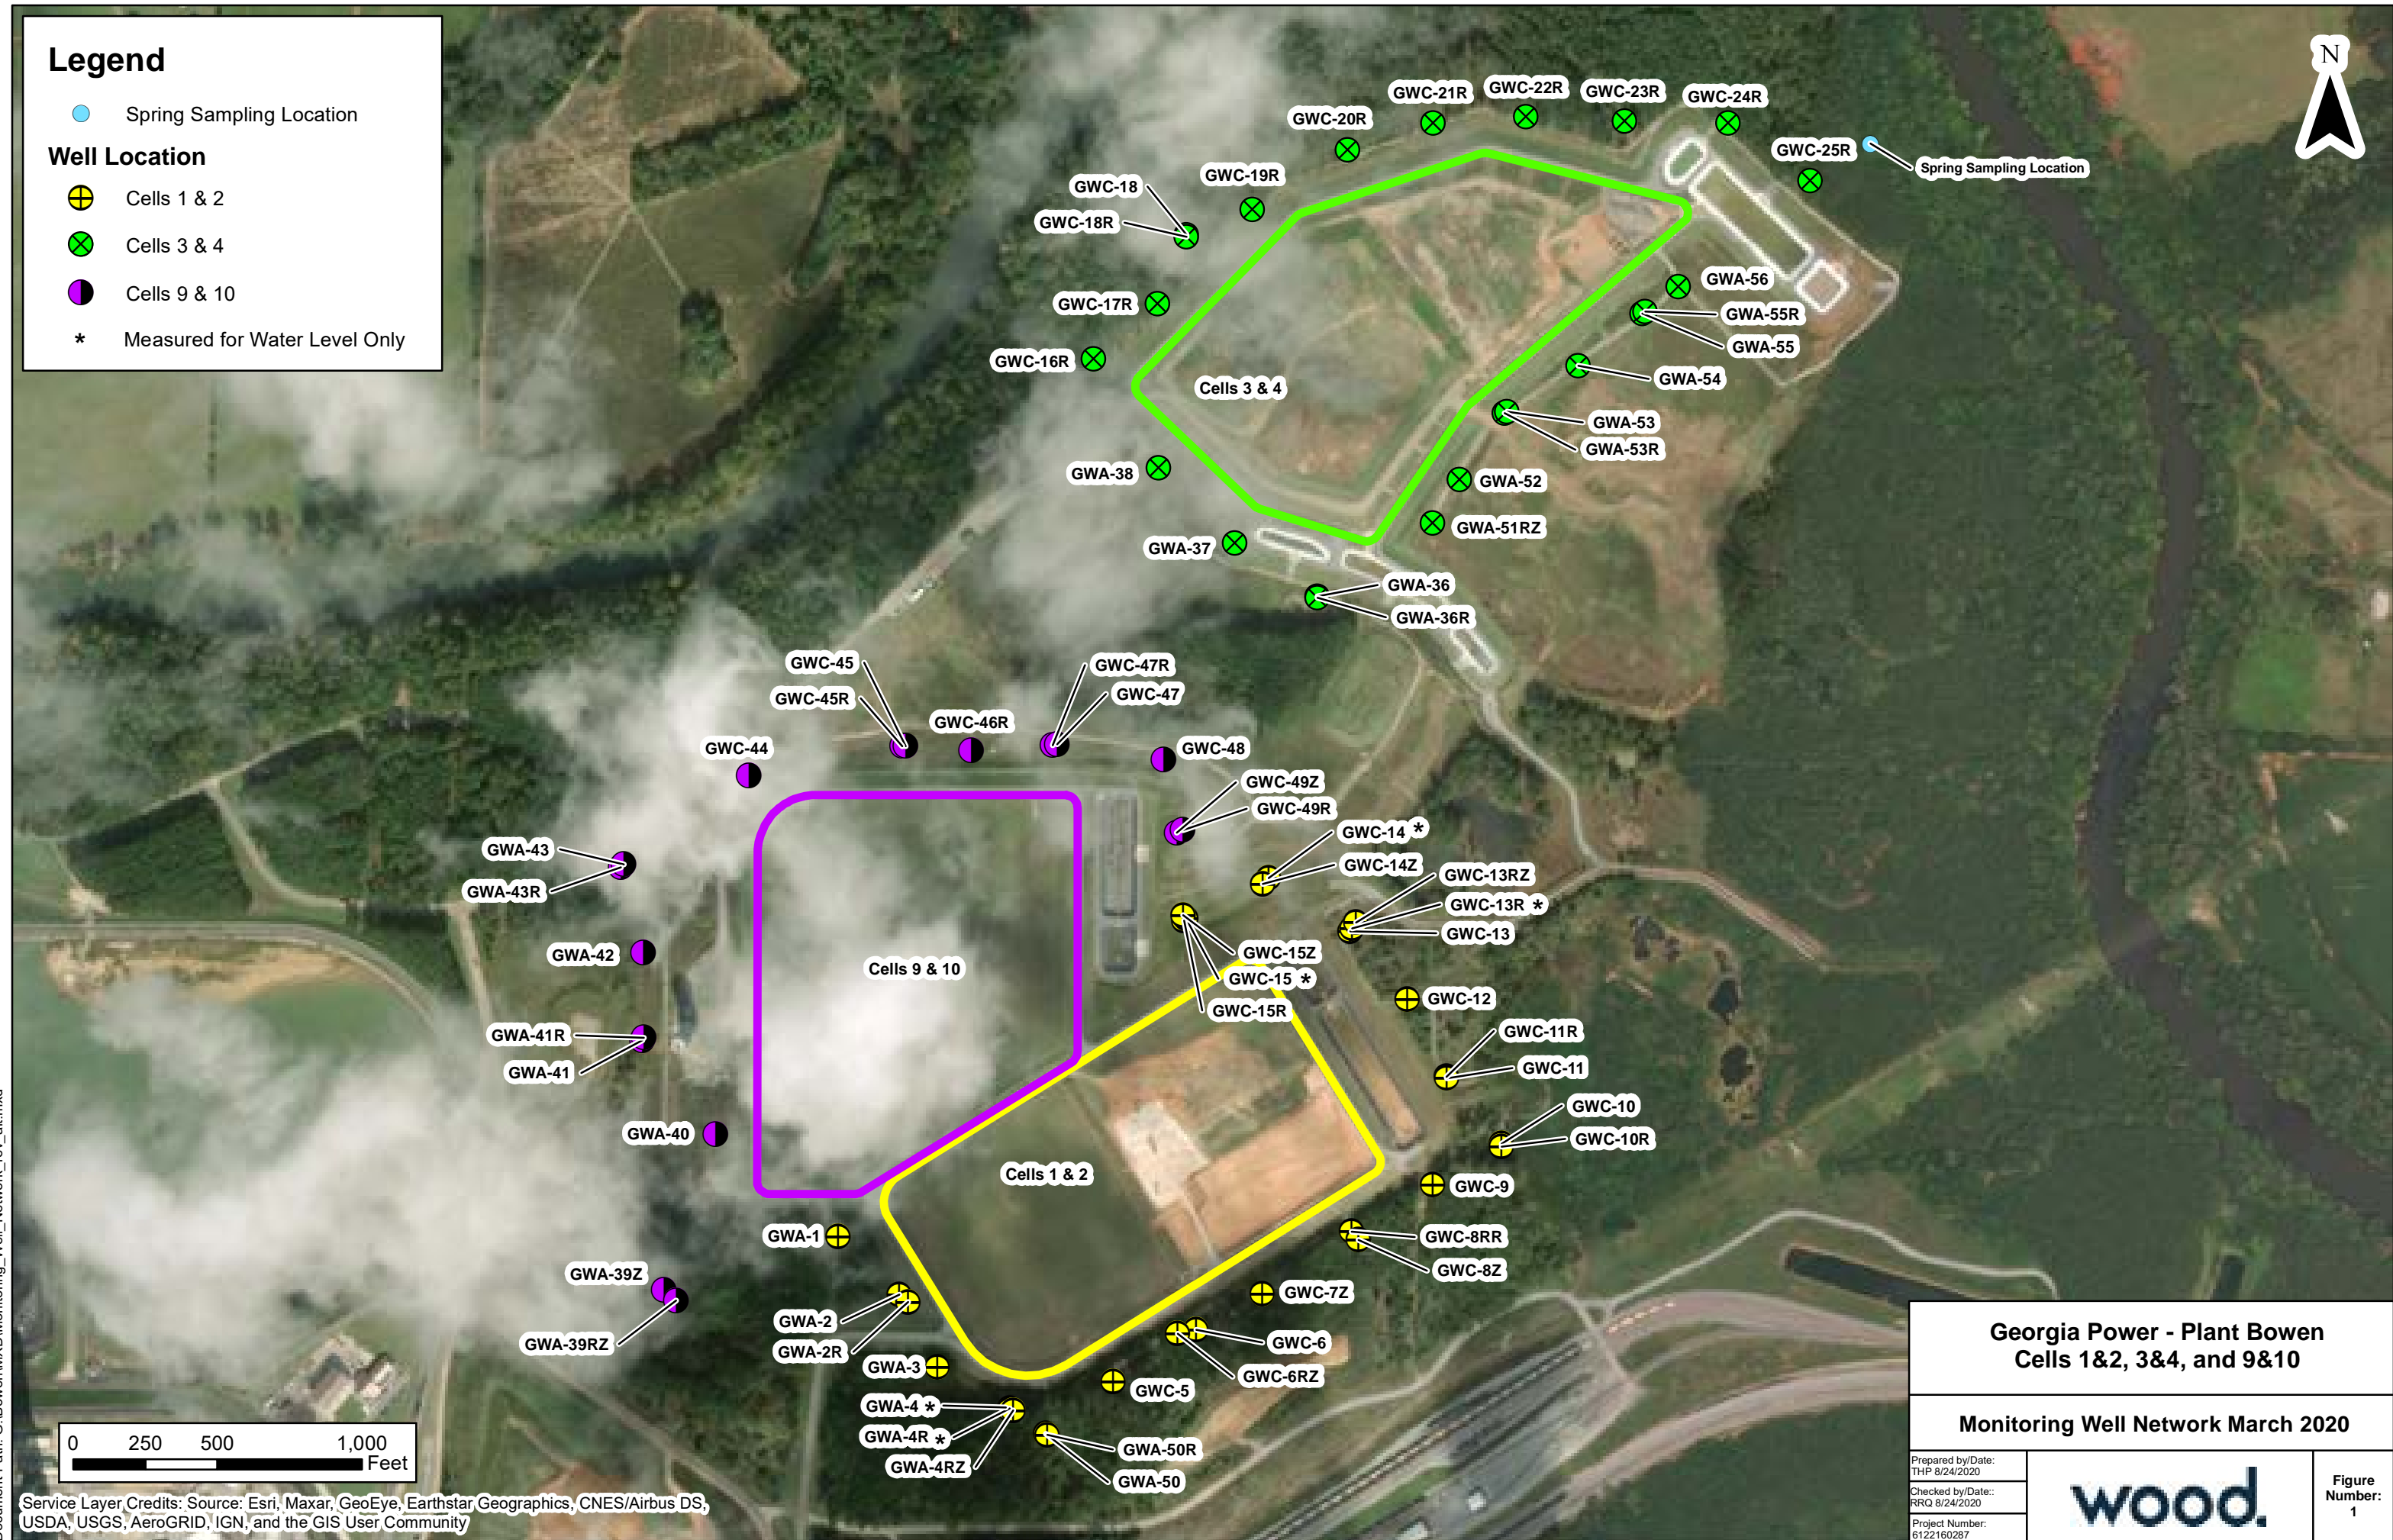 Legend
Spring Sampling Location
Well Location
Cells 1 & 2
Cells 3 & 4
Cells 9 & 10
* Measured for Water Level Only
N
GWC-20R
GWC-21R
GWC-22R
GWC-23R
GWC-24R
GWC-25R
Spring Sampling Location
GWC-19R
GWC-18
GWC-18R
GWC-17R
GWC-16R
Cells 3 & 4
GWA-56
GWA-55R
GWA-55
GWA-54
GWA-53
GWA-53R
GWA-52
GWA-51RZ
GWA-38
GWA-37
GWA-36
GWA-36R
GWC-45
GWC-45R
GWC-46R
GWC-47R
GWC-47
GWC-44
GWC-48
GWC-49Z
GWC-49R
GWC-14 *
GWC-14Z
GWC-13RZ
GWC-13R *
GWC-13
GWA-43
GWA-43R
GWA-42
Cells 9 & 10
GWC-15Z
GWC-15 *
GWC-15R
GWC-12
GWC-11R
GWC-11
GWA-41R
GWA-41
GWC-10
GWC-10R
GWA-40
Cells 1 & 2
GWC-9
GWA-1
GWC-8RR
GWC-8Z
GWA-39Z
GWA-39RZ
GWC-7Z
GWA-2
GWA-2R
GWC-6
GWC-6RZ
GWA-3
GWC-5
GWA-4 *
GWA-4R *
GWA-4RZ
GWA-50R
GWA-50
0 250 500 1,000
Feet
Service Layer Credits: Source: Esri, Maxar, GeoEye, Earthstar Geographics, CNES/Airbus DS,
USDA, USGS, AeroGRID, IGN, and the GIS User Community
Georgia Power - Plant Bowen
Cells 1&2, 3&4, and 9&10
Monitoring Well Network March 2020
Prepared by/Date:
THP 8/24/2020
Checked by/Date::
RRQ 8/24/2020
Project Number:
6122160287
wood.
Figure
Number:
1